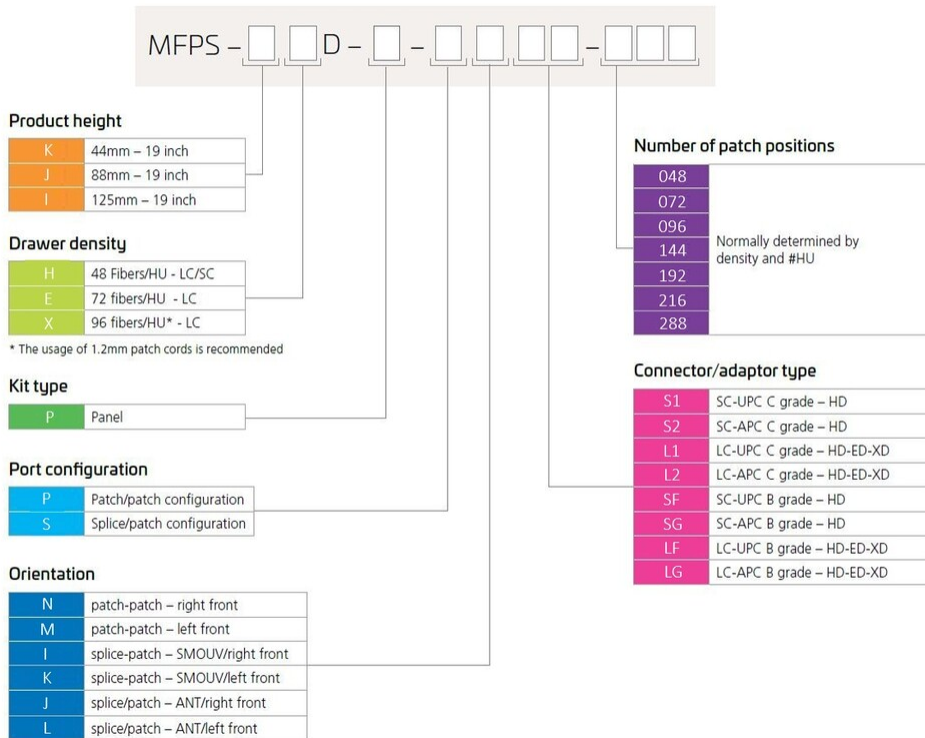 MFPS – D – – –
Product height
K 44mm – 19 inch
J 88mm – 19 inch
I 125mm – 19 inch
Drawer density
H 48 Fibers/HU - LC/SC
E 72 fibers/HU - LC
X 96 fibers/HU* - LC
* The usage of 1.2mm patch cords is recommended
Kit type
P Panel
Port configuration
P Patch/patch configuration
S Splice/patch configuration
Orientation
N patch-patch – right front
M patch-patch – left front
I splice-patch – SMOUV/right front
K splice-patch – SMOUV/left front
J splice/patch – ANT/right front
L splice/patch – ANT/left front
Number of patch positions
048
072
096
144
192
216
288
Normally determined by
density and #HU
Connector/adaptor type
S1 SC-UPC C grade – HD
S2 SC-APC C grade – HD
L1 LC-UPC C grade – HD-ED-XD
L2 LC-APC C grade – HD-ED-XD
SF SC-UPC B grade – HD
SG SC-APC B grade – HD
LF LC-UPC B grade – HD-ED-XD
LG LC-APC B grade – HD-ED-XD